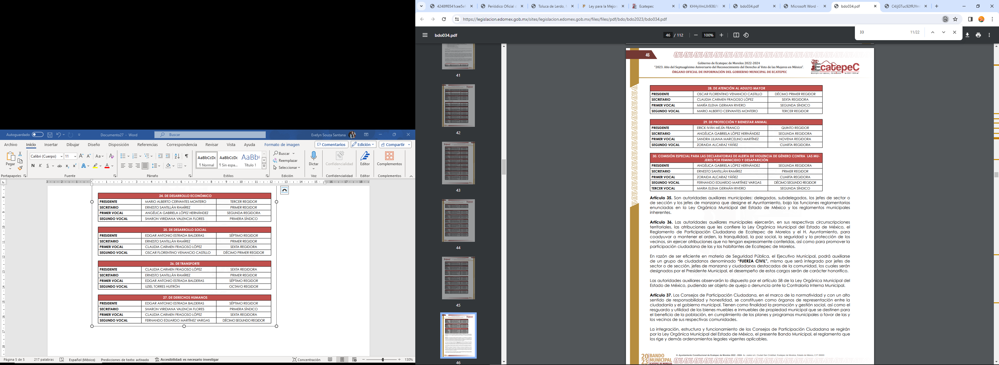 Autoguardado
Documento27 - Word
Buscar
Evelyn Souza Santana
Archivo Inicio Insertar Dibujar Diseño Disposición Referencias Correspondencia Revisar Vista Ayuda Formato de imagen
Comentarios Edición Compartir
Pegar
Calibri (Cuerpo) 11
N K S
AaBbCcDc AaBbCcDc AaBb(
¶ Normal ¶ Sin espa... Título 1
Buscar
Reemplazar
Seleccionar
Dictar Confidencialidad Editor Complementos
Portapapeles Fuente Párrafo Estilos Edición Voz Confidencialidad Editor Complementos
24. DE DESARROLLO ECONÓMICO
PRESIDENTE MARIO ALBERTO CERVANTES MONTERO TERCER REGIDOR
SECRETARIO ERNESTO SANTILLÁN RAMÍREZ PRIMER REGIDOR
PRIMER VOCAL ANGÉLICA GABRIELA LÓPEZ HERNÁNDEZ SEGUNDA REGIDORA
SEGUNDO VOCAL SHARON VIRIDIANA VALENCIA FLORES PRIMERA SÍNDICO
25. DE DESARROLLO SOCIAL
PRESIDENTE EDGAR ANTONIO ESTRADA BALDERAS SÉPTIMO REGIDOR
SECRETARIO ERNESTO SANTILLÁN RAMÍREZ PRIMER REGIDOR
PRIMER VOCAL CLAUDIA CARMEN FRAGOSO LÓPEZ SEXTA REGIDORA
SEGUNDO VOCAL OSCAR FLORENTINO VENANCIO CASTILLO DÉCIMO PRIMER REGIDOR
26. DE TRANSPORTE
PRESIDENTE CLAUDIA CARMEN FRAGOSO LÓPEZ SEXTA REGIDORA
SECRETARIO ERNESTO SANTILLÁN RAMÍREZ PRIMER REGIDOR
PRIMER VOCAL EDGAR ANTONIO ESTRADA BALDERAS SÉPTIMO REGIDOR
SEGUNDO VOCAL UZIEL TORRES HUITRÓN OCTAVO REGIDOR
27. DE DERECHOS HUMANOS
PRESIDENTE EDGAR ANTONIO ESTRADA BALDERAS SÉPTIMO REGIDOR
SECRETARIO SHARON VIRIDIANA VALENCIA FLORES PRIMERA SÍNDICO
PRIMER VOCAL CLAUDIA CARMEN FRAGOSO LÓPEZ SEXTA REGIDORA
SEGUNDO VOCAL FERNANDO EDUARDO MARTÍNEZ VARGAS DÉCIMO SEGUNDO REGIDOR
Página 5 de 5 217 palabras Español (México) Predicciones de texto: activado Accesibilidad: es necesario investigar Concentración 130%
4248ff6541cee5ef Periódico Oficial Toluca de Lerdo, Ley para la Mejor Ecatepec bdo034.pdf Microsoft Word - bdo034.pdf
https://legislacion.edomex.gob.mx/sites/legislacion.edomex.gob.mx/files/files/pdf/bdo/bdo2023/bdo034.pdf
33 11/22
bdo034.pdf
46 / 112 100%
41
42
43
44
45
46
46
Gobierno de Ecatepec de Morelos 2022-2024
"2023. Año del Septuagésimo Aniversario del Reconocimiento del Derecho al Voto de las Mujeres en México".
ÓRGANO OFICIAL DE INFORMACIÓN DEL GOBIERNO MUNICIPAL DE ECATEPEC
EcatepeC
28. DE ATENCIÓN AL ADULTO MAYOR
PRESIDENTE OSCAR FLORENTINO VENANCIO CASTILLO DÉCIMO PRIMER REGIDOR
SECRETARIO CLAUDIA CARMEN FRAGOSO LÓPEZ SEXTA REGIDORA
PRIMER VOCAL MARÍA ELENA GERMAN RIVERO SEGUNDA SÍNDICO
SEGUNDO VOCAL MARIO ALBERTO CERVANTES MONTERO TERCER REGIDOR
29. DE PROTECCIÓN Y BIENESTAR ANIMAL
PRESIDENTE ERICK IVÁN MEJÍA FRANCO QUINTO REGIDOR
SECRETARIO ANGÉLICA GABRIELA LÓPEZ HERNÁNDEZ SEGUNDA REGIDORA
PRIMER VOCAL SANDRA LILIANA MARCELINO MARTÍNEZ NOVENA REGIDORA
SEGUNDO VOCAL ZORAIDA ALCARAZ YÁÑEZ CUARTA REGIDORA
30. COMISIÓN ESPECIAL PARA LAS DECLARATORIAS DE ALERTA DE VIOLENCIA DE GÉNERO CONTRA LAS MU-
JERES POR FEMINICIDIO Y DESAPARICIÓN
PRESIDENTE ANGÉLICA GABRIELA LÓPEZ HERNÁNDEZ SEGUNDA REGIDORA
SECRETARIO ERNESTO SANTILLÁN RAMÍREZ PRIMER REGIDOR
PRIMER VOCAL ZORAIDA ALCARAZ YÁÑEZ CUARTA REGIDORA
SEGUNDO VOCAL FERNANDO EDUARDO MARTÍNEZ VARGAS DÉCIMO SEGUNDO REGIDOR
TERCER VOCAL MARIA ELENA GERMÁN RIVERO SEGUNDA SÍNDICO
Artículo 35. Son autoridades auxiliares municipales: delegados, subdelegados, los jefes de sector o
de sección y los jefes de manzana que designe el Ayuntamiento, bajo las funciones reglamentarias
enunciadas en la Ley Orgánica Municipal del Estado de México y los reglamentos municipales
inherentes.
Artículo 36. Las autoridades auxiliares municipales ejercerán, en sus respectivas circunscripciones
territoriales, las atribuciones que les confiere la Ley Orgánica Municipal del Estado de México, el
Reglamento de Participación Ciudadana de Ecatepec de Morelos y el H. Ayuntamiento, para
coadyuvar a mantener el orden, la tranquilidad, la paz social, la seguridad y la protección de los
vecinos, sin ejercer atribuciones que no tengan expresamente conferidas, así como para promover la
participación ciudadana de las y los habitantes de Ecatepec de Morelos.
En razón de ser eficiente en materia de Seguridad Pública, el Ejecutivo Municipal, podrá auxiliarse
de un grupo de ciudadanos denominado "FUERZA CIVIL", mismo que será integrado por jefes de
sector o de sección, jefes de manzana y ciudadanos destacados de la comunidad, los cuales serán
designados por el Presidente Municipal, el desempeño de estos cargos serán de carácter honorifico.
Las autoridades auxiliares observarán lo dispuesto por el artículo 58 de la Ley Orgánica Municipal del
Estado de México, pudiendo ser objeto de queja o denuncia ante la Contraloría Interna Municipal.
Artículo 37. Los Consejos de Participación Ciudadana, en el marco de la normatividad y con un alto
sentido de responsabilidad y honestidad, se constituyen como órganos de representación entre la
ciudadanía y el gobierno municipal. Tienen como finalidad la promoción y gestión social, así como el
resguardo y utilidad de los bienes muebles e inmuebles de propiedad municipal que se destinen para
el beneficio de la población, en cumplimiento de los planes y programas municipales a favor de las y
los vecinos de sus respectivas comunidades.
La integración, estructura y funcionamiento de los Consejos de Participación Ciudadana se regirán
por la Ley Orgánica Municipal del Estado de México, el presente Bando Municipal, el reglamento que
los rige y demás ordenamientos legales vigentes aplicables.
2023 BANDO MUNICIPAL ECATEPEC DE MORELOS
H. Ayuntamiento Constitucional de Ecatepec de Morelos 2022 - 2024 Av. Juárez s/n, Ciudad San Cristóbal, Ecatepec de Morelos, Estado de México. C.P. 55000